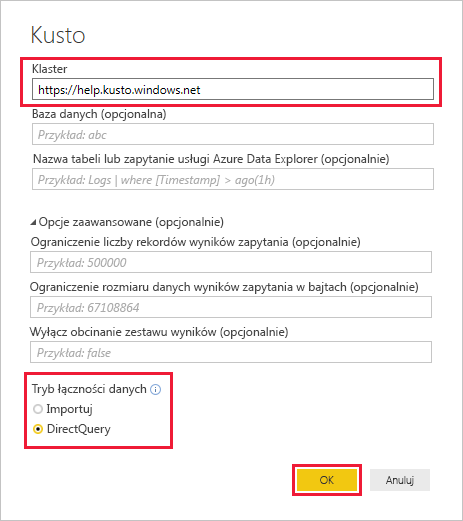 Kusto
Klaster
https://help.kusto.windows.net
Baza danych (opcjonalna)
Przykład: abc
Nazwa tabeli lub zapytanie usługi Azure Data Explorer (opcjonalnie)
Przykład: Logs | where [Timestamp] > ago(1h)
Opcje zaawansowane (opcjonalnie)
Ograniczenie liczby rekordów wyników zapytania (opcjonalnie)
Przykład: 500000
Ograniczenie rozmiaru danych wyników zapytania w bajtach (opcjonalnie)
Przykład: 67108864
Wyłącz obcinanie zestawu wyników (opcjonalnie)
Przykład: false
Tryb łączności danych
Importuj
DirectQuery
OK Anuluj